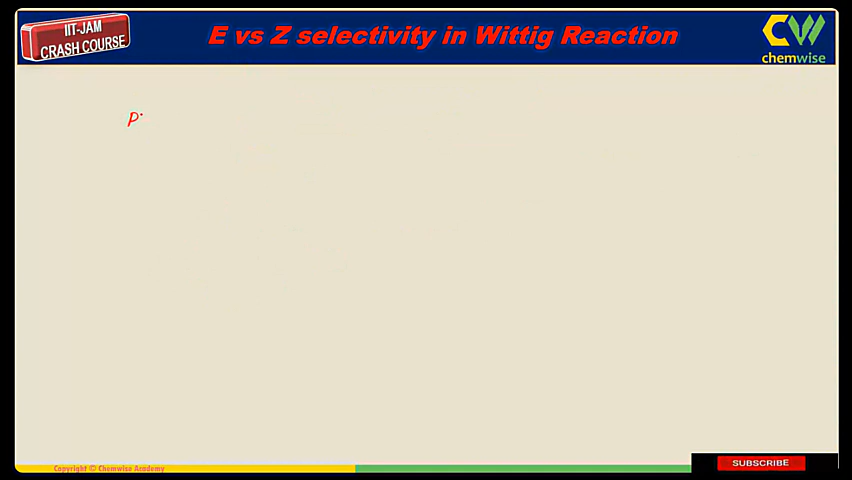 IIT-JAM
CRASH COURSE
E vs Z selectivity in Wittig Reaction
CW
chemwise
P
Copyright © Chemwise Academy
SUBSCRIBE